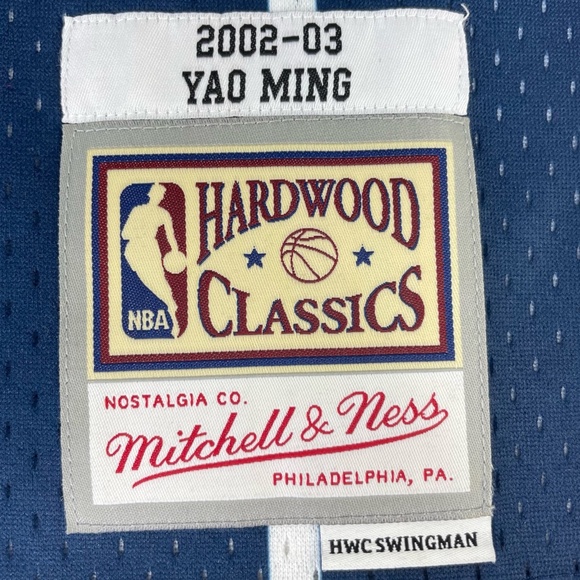 2002-03
YAO MING
HARDWOOD
CLASSICS
NBA
NOSTALGIA CO.
Mitchell & Ness
PHILADELPHIA, PA.
HWC SWINGMAN